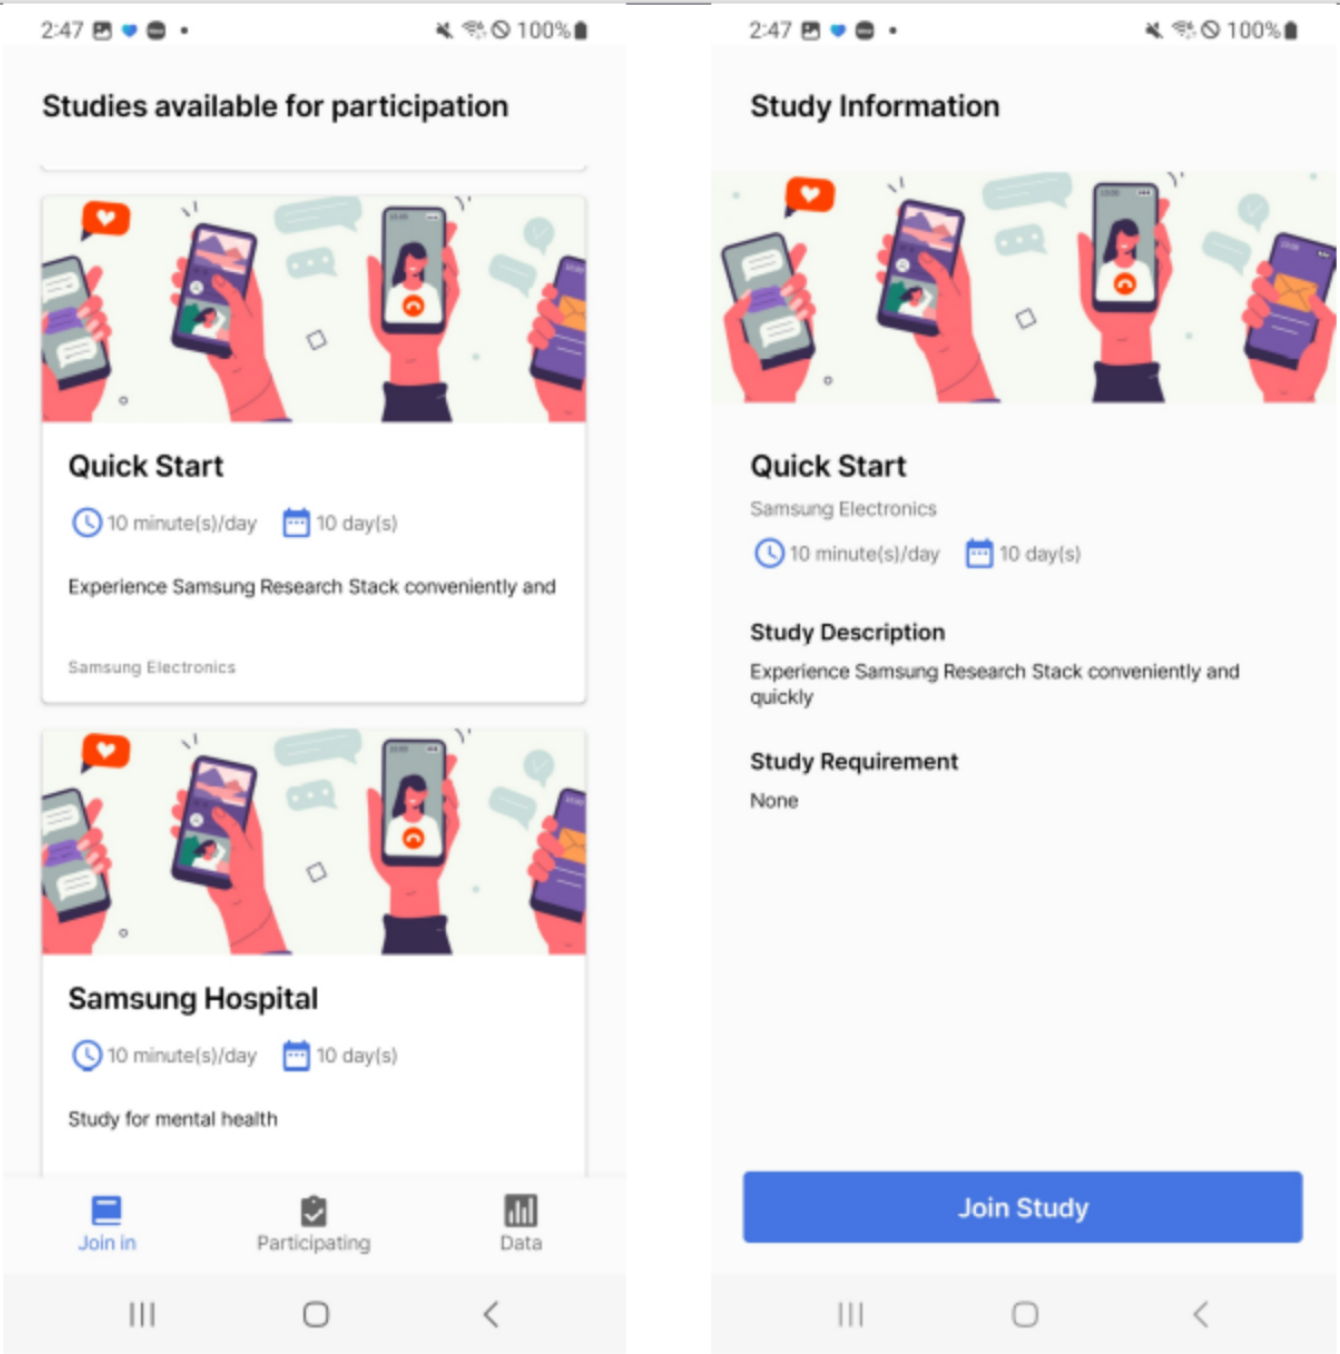 2:47 100%
Studies available for participation
Quick Start
10 minute(s)/day 10 day(s)
Experience Samsung Research Stack conveniently and
Samsung Electronics
Samsung Hospital
10 minute(s)/day 10 day(s)
Study for mental health
Join in Participating Data
2:47 100%
Study Information
Quick Start
Samsung Electronics
10 minute(s)/day 10 day(s)
Study Description
Experience Samsung Research Stack conveniently and
quickly
Study Requirement
None
Join Study